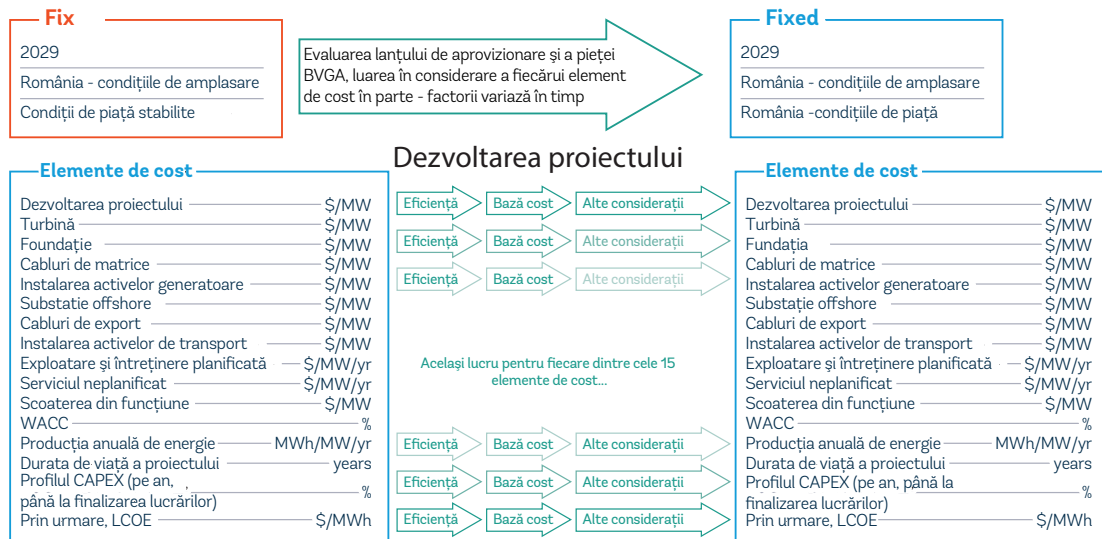 Fix
2029
România - condițiile de amplasare
Condiții de piață stabilite
Evaluarea lanțului de aprovizionare și a pieței
BVGA, luarea în considerare a fiecărui element
de cost în parte - factorii variază în timp
Fixed
2029
România - condițiile de amplasare
România -condițiile de piață
Dezvoltarea proiectului
Elemente de cost
Dezvoltarea proiectului $/MW
Turbină $/MW
Foundație $/MW
Cabluri de matrice $/MW
Instalarea activelor generatoare $/MW
Substatie offshore $/MW
Cabluri de export $/MW
Instalarea activelor de transport $/MW
Exploatare și întreținere planificată $/MW/yr
Serviciul neplanificat $/MW/yr
Scoaterea din funcțiune $/MW
WACC %
Producția anuală de energie MWh/MW/yr
Durata de viață a proiectului years
Profilul CAPEX (pe an, %
până la finalizarea lucrărilor)
Prin urmare, LCOE $/MWh
Eficiență Bază cost Alte considerații
Eficiență Bază cost Alte considerații
Eficiență Bază cost Alte considerații
Același lucru pentru fiecare dintre cele 15
elemente de cost...
Eficiență Bază cost Alte considerații
Eficiență Bază cost Alte considerații
Eficiență Bază cost Alte considerații
Elemente de cost
Dezvoltarea proiectului $/MW
Turbină $/MW
Fundația $/MW
Cabluri de matrice $/MW
Instalarea activelor generatoare $/MW
Substație offshore $/MW
Cabluri de export $/MW
Instalarea activelor de transport $/MW
Exploatare și întreținere planificată $/MW/yr
Serviciul neplanificat $/MW/yr
Scoaterea din funcțiune $/MW
WACC %
Producția anuală de energie MWh/MW/yr
Durata de viață a proiectului years
Profilul CAPEX (pe an, până la %
finalizarea lucrărilor)
Prin urmare, LCOE $/MWh